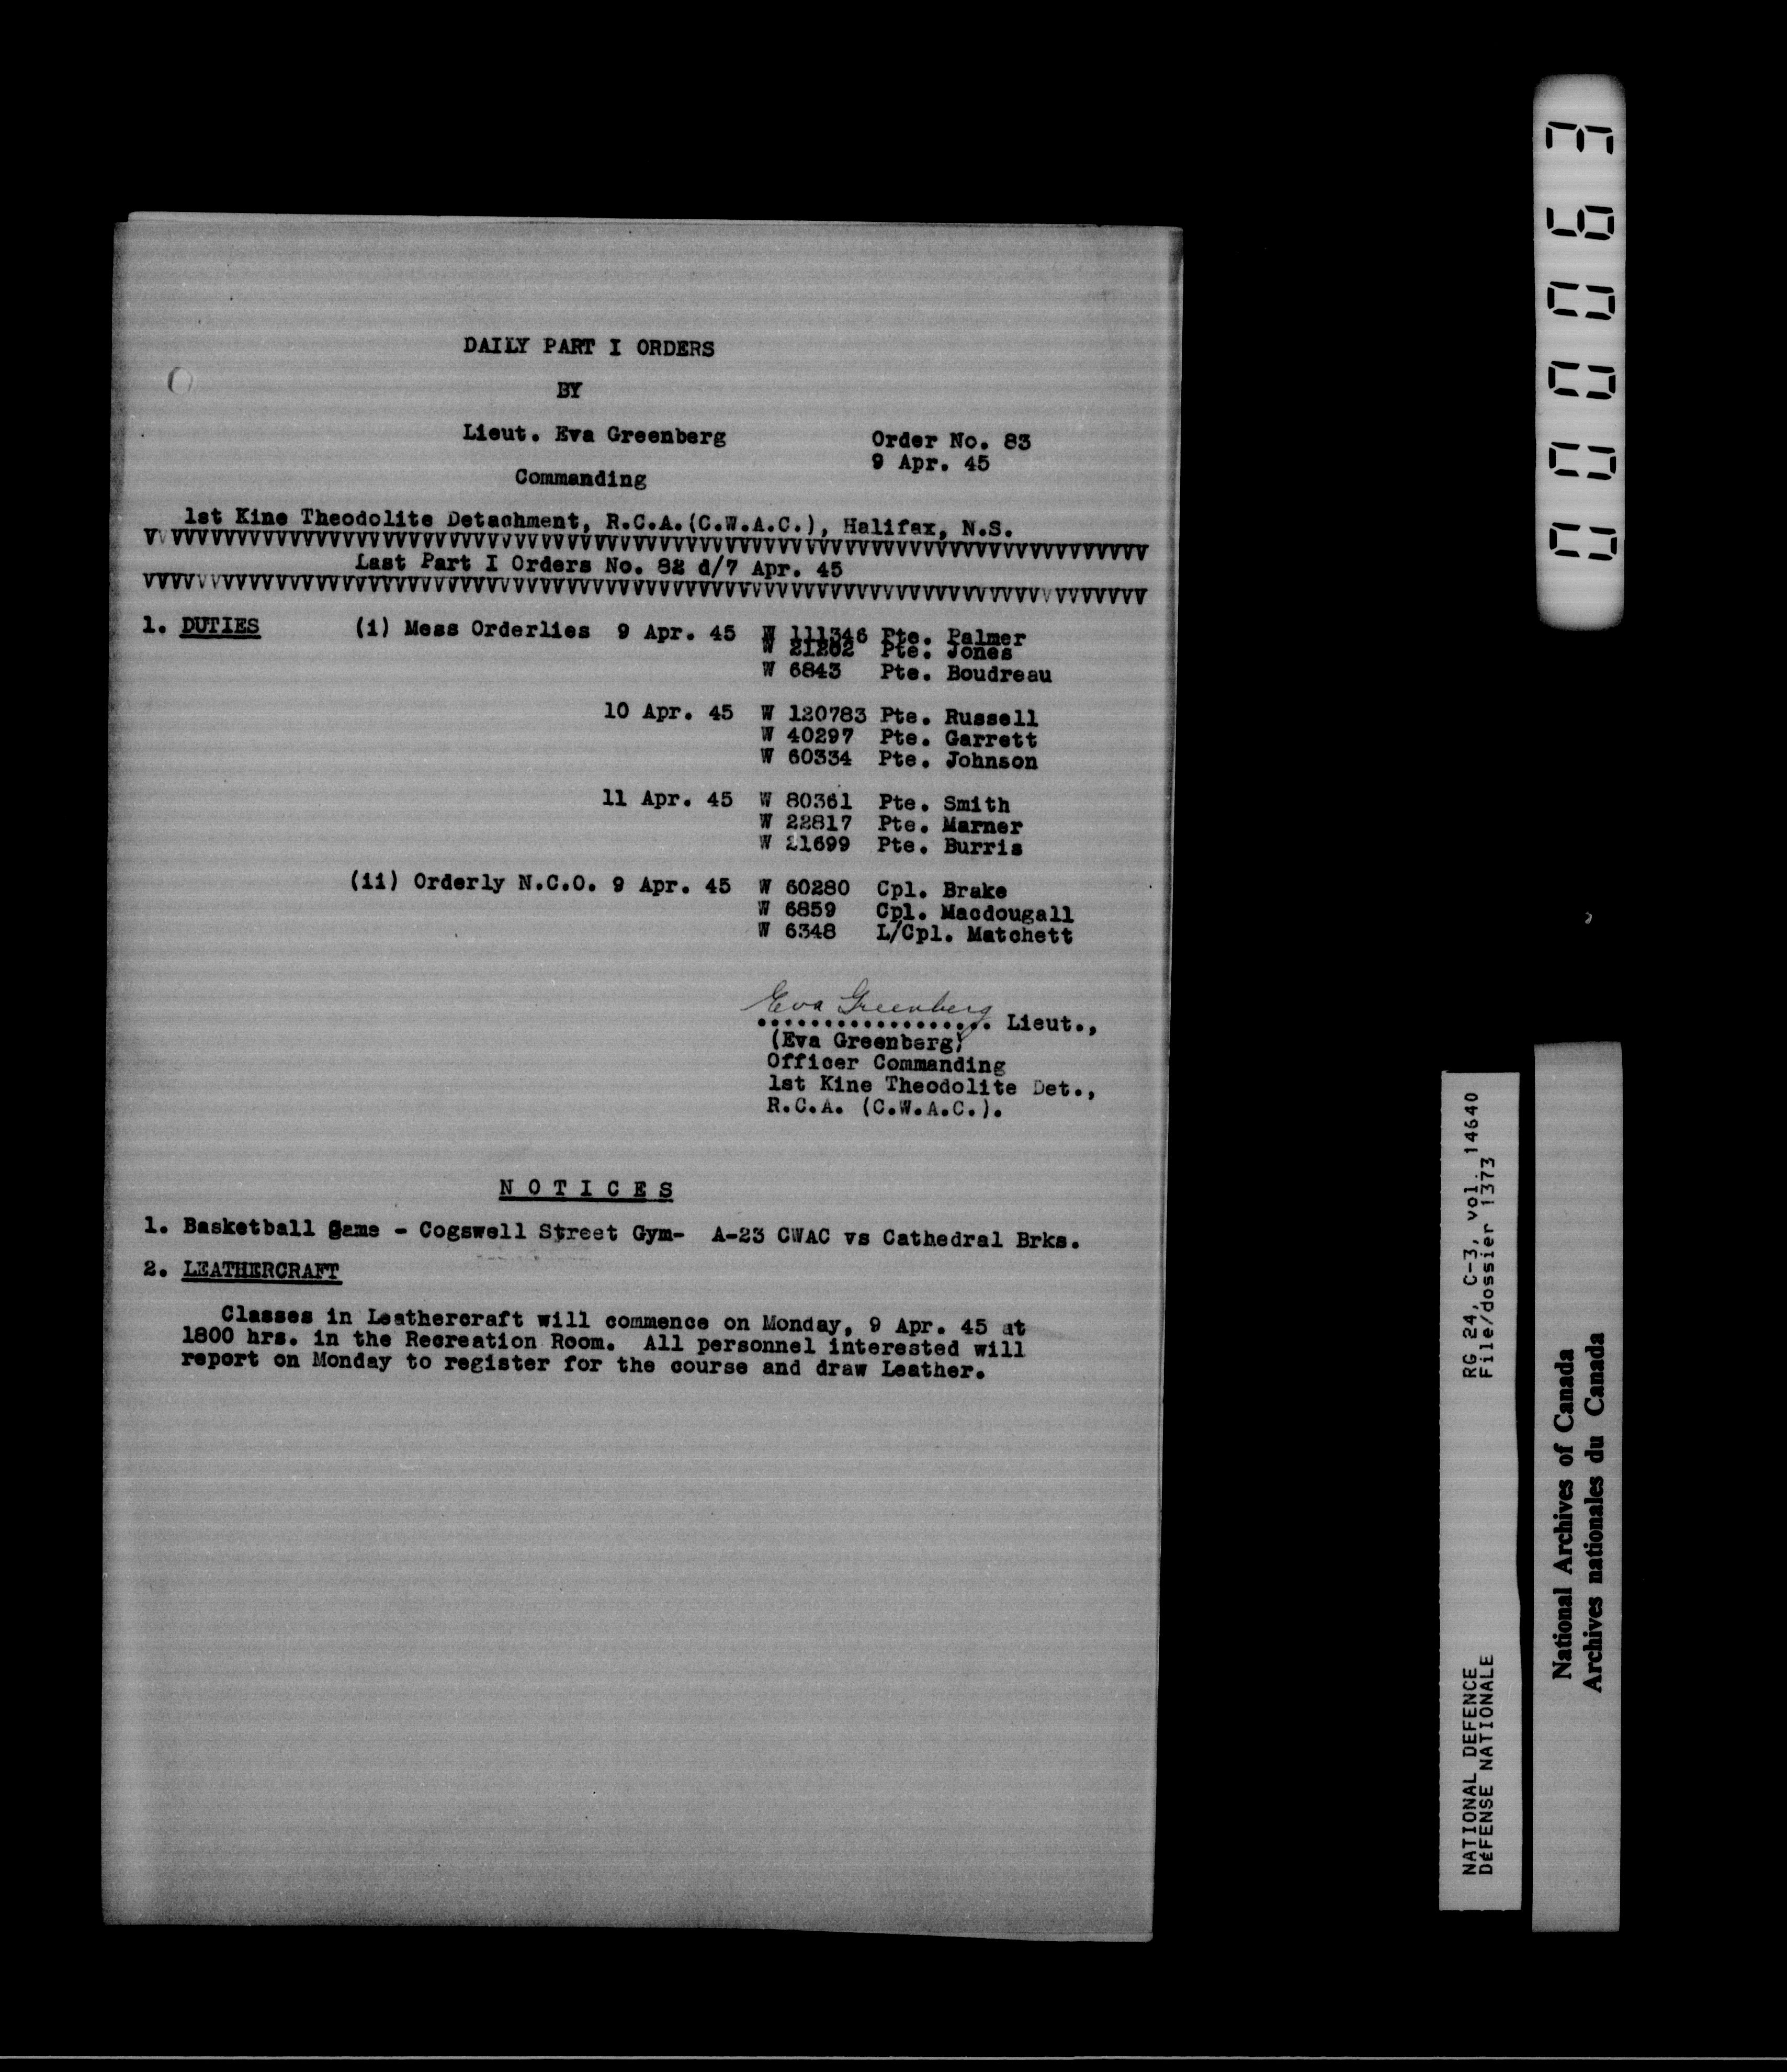 DAILY PART I ORDERS
BY
Lieut. Eva Greenberg
Order No. 83
9 Apr. 45
Commanding
1st Kine Theodolite Detachment, R.C.A.(C.W.A.C.), Halifax, N.S.
Last Part I Orders No. 82 d/7 Apr. 45
1. DUTIES (i) Mess Orderlies 9 Apr. 45 W 111346 Pte. Palmer
W 21202 Pte. Jones
W 6843 Pte. Boudreau
10 Apr. 45 W 120783 Pte. Russell
W 40297 Pte. Garrett
W 60334 Pte. Johnson
11 Apr. 45 W 80361 Pte. Smith
W 22817 Pte. Marner
W 21699 Pte. Burris
(ii) Orderly N.C.O. 9 Apr. 45 W 60280 Cpl. Brake
W 6859 Cpl. Macdougall
W 6348 L/Cpl. Matchett
Eva Greenberg
.................. Lieut.,
(Eva Greenberg)
Officer Commanding
1st Kine Theodolite Det.,
R.C.A. (C.W.A.C.).
N O T I C E S
1. Basketball Game - Cogswell Street Gym- A-23 CWAC vs Cathedral Brks.
2. LEATHERCRAFT
Classes in Leathercraft will commence on Monday, 9 Apr. 45 at
1800 hrs. in the Recreation Room. All personnel interested will
report on Monday to register for the course and draw Leather.
000063
NATIONAL DEFENCE RG 24, C-3, vol. 14640
DéFENSE NATIONALE File/dossier 1373
National Archives of Canada
Archives nationales du Canada